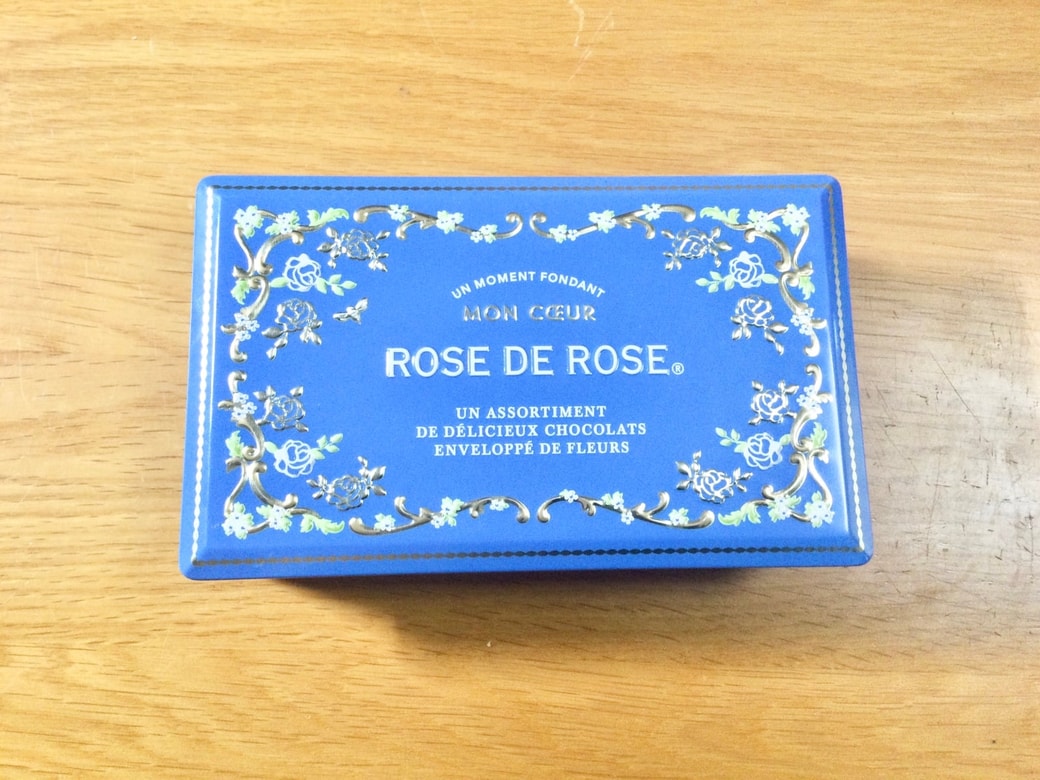 UN MOMENT FONDANT
MON CŒUR
ROSE DE ROSE®
UN ASSORTIMENT
DE DÉLICIEUX CHOCOLATS
ENVELOPPÉ DE FLEURS